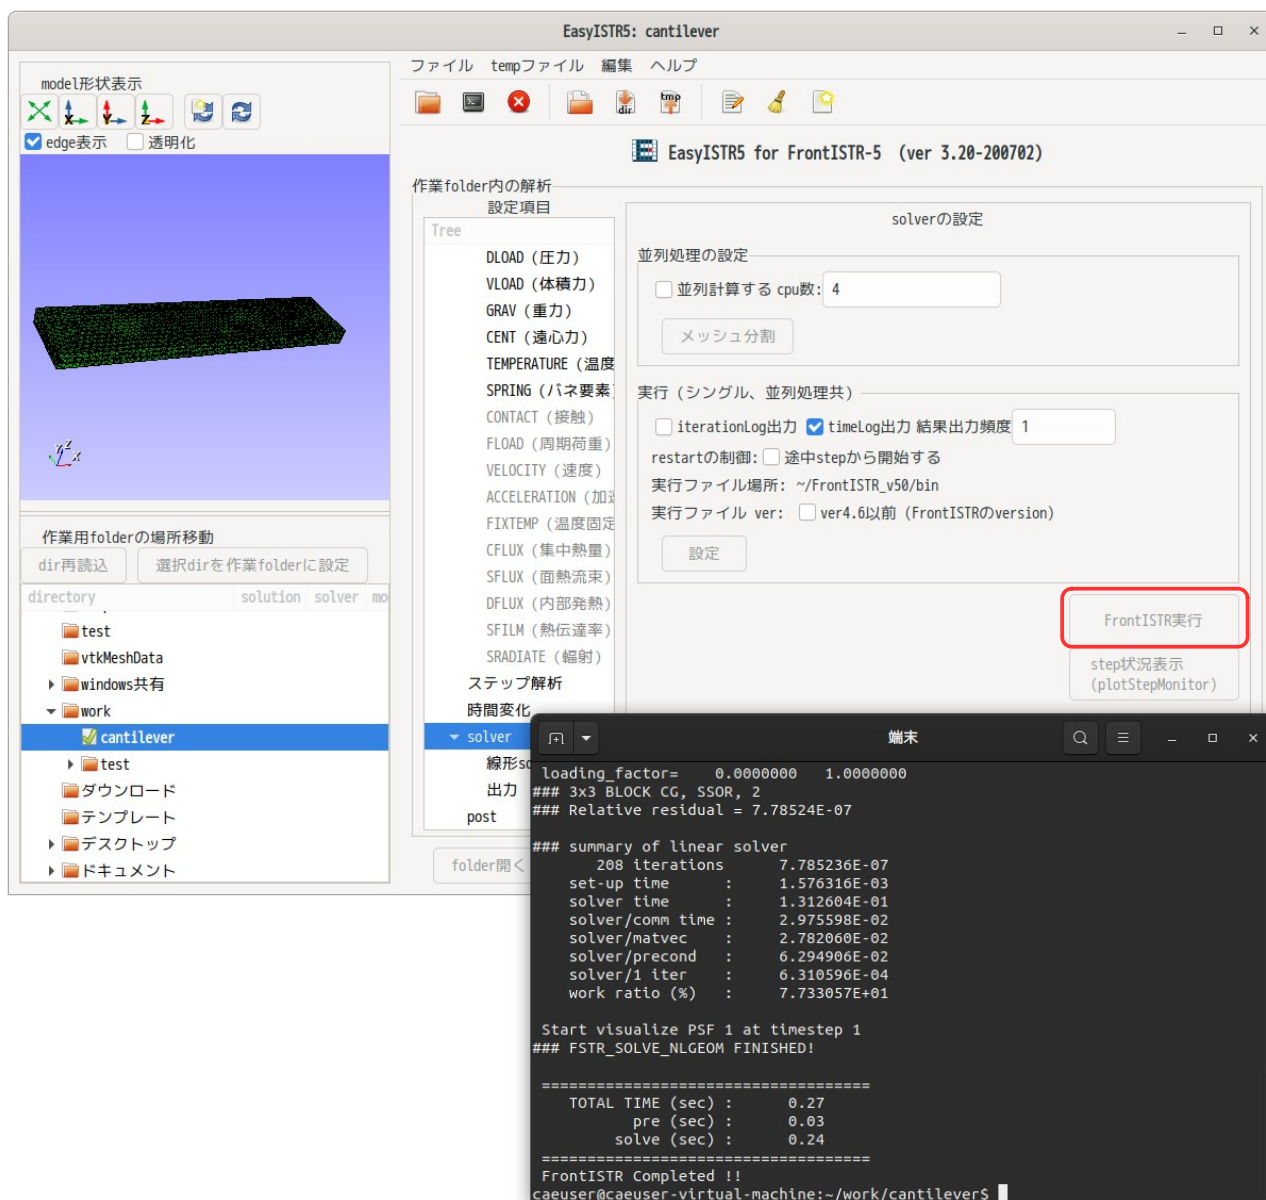 EasyISTR5: cantilever
model形状表示
edge表示 透明化
ファイル tempファイル 編集 ヘルプ
dir
tmp
EasyISTR5 for FrontISTR-5 (ver 3.20-200702)
作業folder内の解析
設定項目
Tree
DLOAD (圧力)
VLOAD (体積力)
GRAV (重力)
CENT (遠心力)
TEMPERATURE (温度
SPRING (バネ要素)
CONTACT (接触)
FLOAD (周期荷重)
VELOCITY (速度)
ACCELERATION (加速
FIXTEMP (温度固定
CFLUX (集中熱量)
SFLUX (面熱流束)
DFLUX (内部発熱)
SFILM (熱伝達率)
SRADIATE (輻射)
ステップ解析
時間変化
solver
線形so
出力
post
folder開く
solverの設定
並列処理の設定
並列計算する cpu数: 4
メッシュ分割
実行 (シングル、並列処理共)
iterationLog出力 timeLog出力 結果出力頻度 1
restartの制御: 途中stepから開始する
実行ファイル場所: ~/FrontISTR_v50/bin
実行ファイル ver: ver4.6以前 (FrontISTRのversion)
設定
FrontISTR実行
step状況表示
(plotStepMonitor)
作業用folderの場所移動
dir再読込 選択dirを作業folderに設定
directory solution solver mo
test
vtkMeshData
windows共有
work
cantilever
test
ダウンロード
テンプレート
デスクトップ
ドキュメント
端末
loading_factor= 0.0000000 1.0000000
### 3x3 BLOCK CG, SSOR, 2
### Relative residual = 7.78524E-07
### summary of linear solver
208 iterations 7.785236E-07
set-up time : 1.576316E-03
solver time : 1.312604E-01
solver/comm time : 2.975598E-02
solver/matvec : 2.782060E-02
solver/precond : 6.294906E-02
solver/1 iter : 6.310596E-04
work ratio (%) : 7.733057E+01
Start visualize PSF 1 at timestep 1
### FSTR_SOLVE_NLGEOM FINISHED!
====================================
TOTAL TIME (sec) : 0.27
pre (sec) : 0.03
solve (sec) : 0.24
====================================
FrontISTR Completed !!
caeuser@caeuser-virtual-machine:~/work/cantilever$